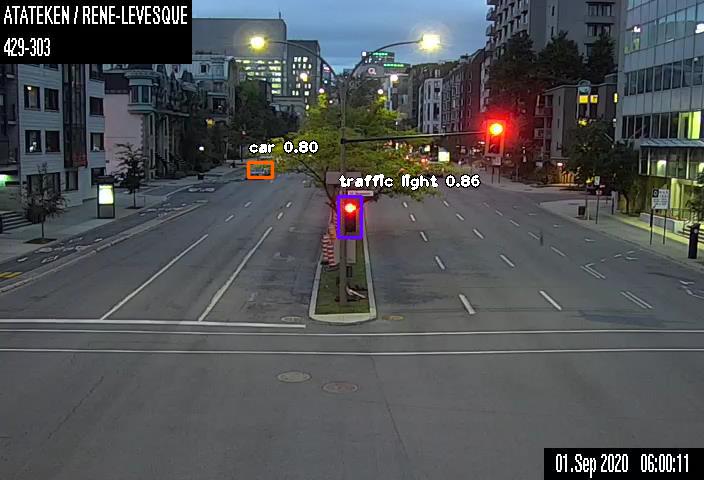 ATATEKEN / RENE-LEVESQUE
429-303
car 0.80
traffic light 0.86
01.Sep 2020 06:00:11